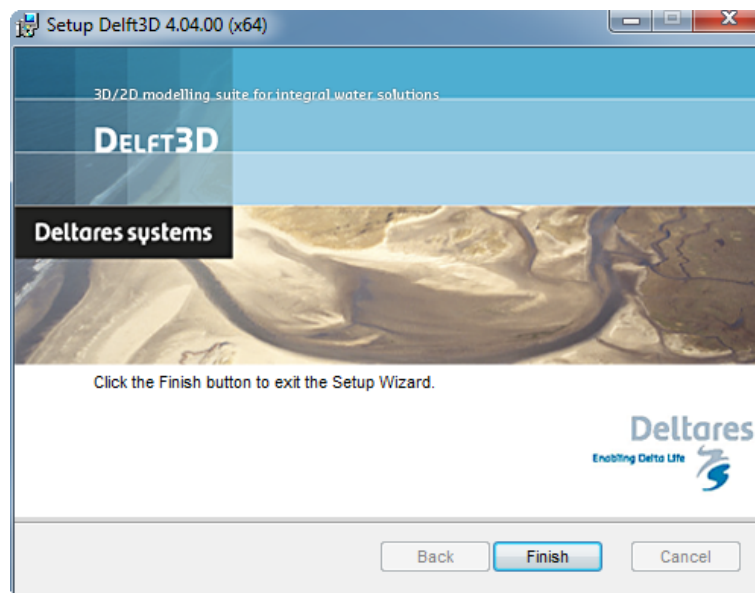 Setup Delft3D 4.04.00 (x64)
3D/2D modelling suite for integral water solutions
DELFT3D
Deltares systems
Click the Finish button to exit the Setup Wizard.
Deltares
Enabling Delta Life
Back Finish Cancel